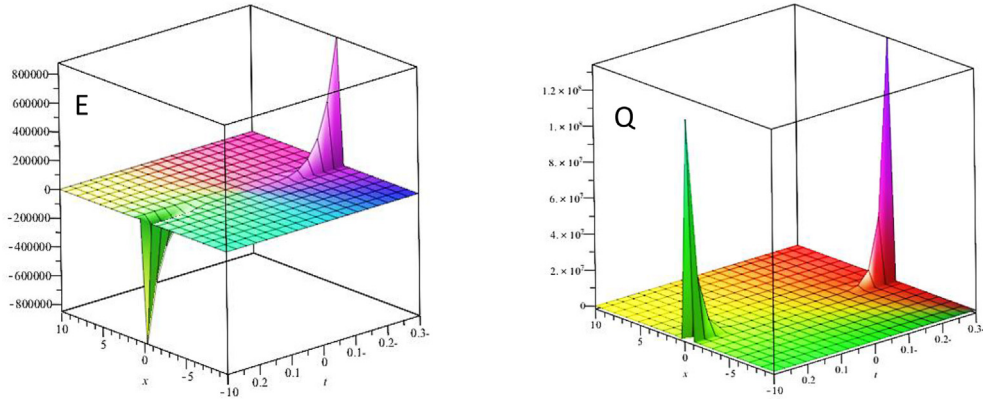 E
800000
600000
400000
200000
0
-200000
-400000
-600000
-800000
10
5
0
-5
-10
x
0.2
0.1
0
0.1-
0.2-
0.3-
t
Q
1.2 × 10⁸
1. × 10⁸
8. × 10⁷
6. × 10⁷
4. × 10⁷
2. × 10⁷
0
10
5
0
-5
-10
x
0.2
0.1
0
0.1-
0.2-
0.3-
t